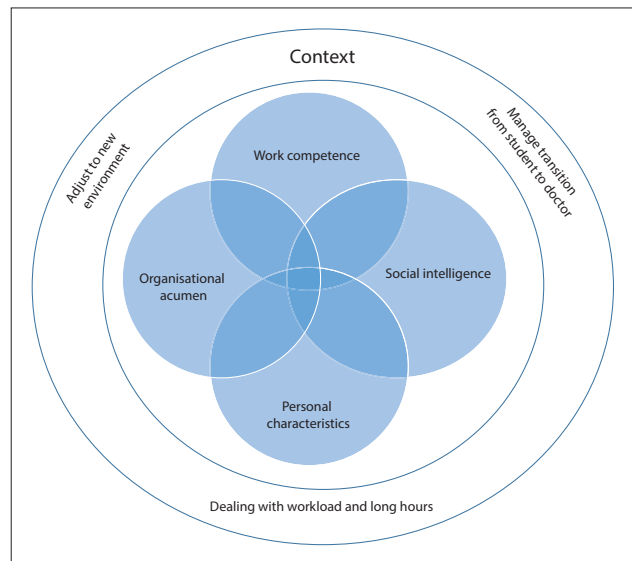 Context
Adjust to new
environment
Manage transition
from student to
doctor
Work competence
Organisational
acumen
Social intelligence
Personal
characteristics
Dealing with workload and long hours